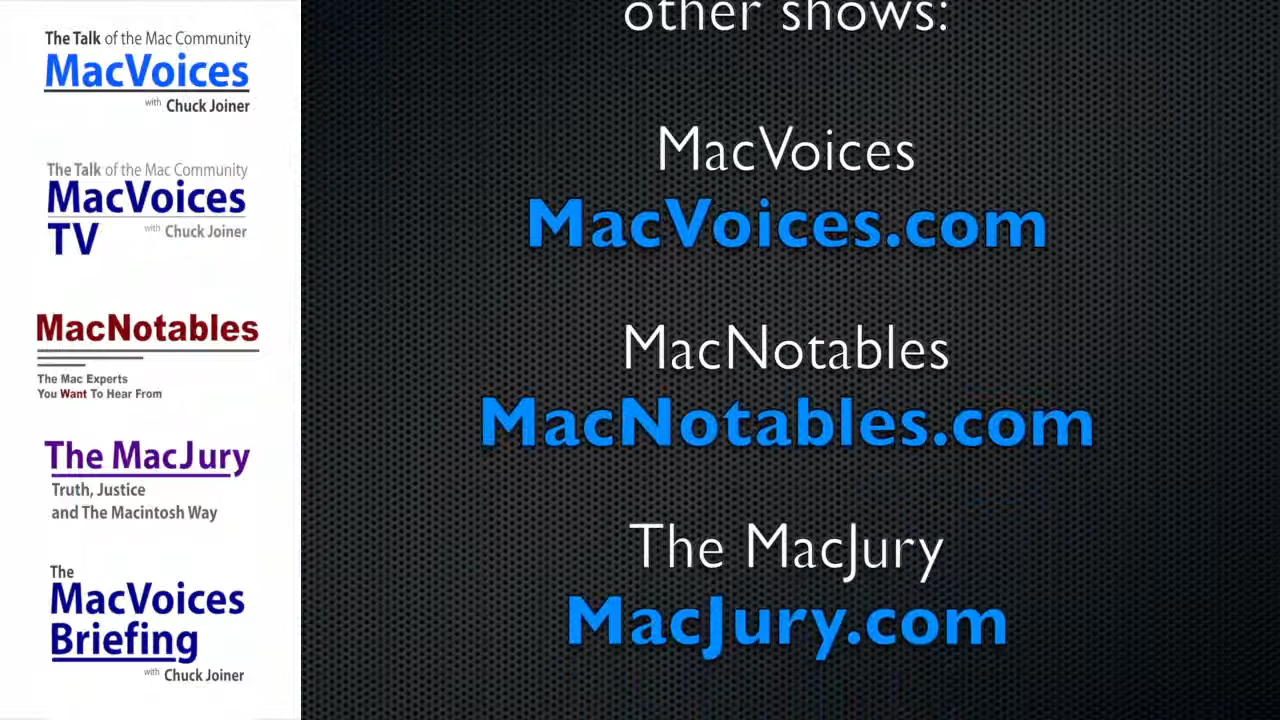 The Talk of the Mac Community
MacVoices
with Chuck Joiner
The Talk of the Mac Community
MacVoices
TV
with Chuck Joiner
MacNotables
The Mac Experts
You Want To Hear From
The MacJury
Truth, Justice
and The Macintosh Way
The
MacVoices
Briefing
with Chuck Joiner
other shows:
MacVoices
MacVoices.com
MacNotables
MacNotables.com
The MacJury
MacJury.com